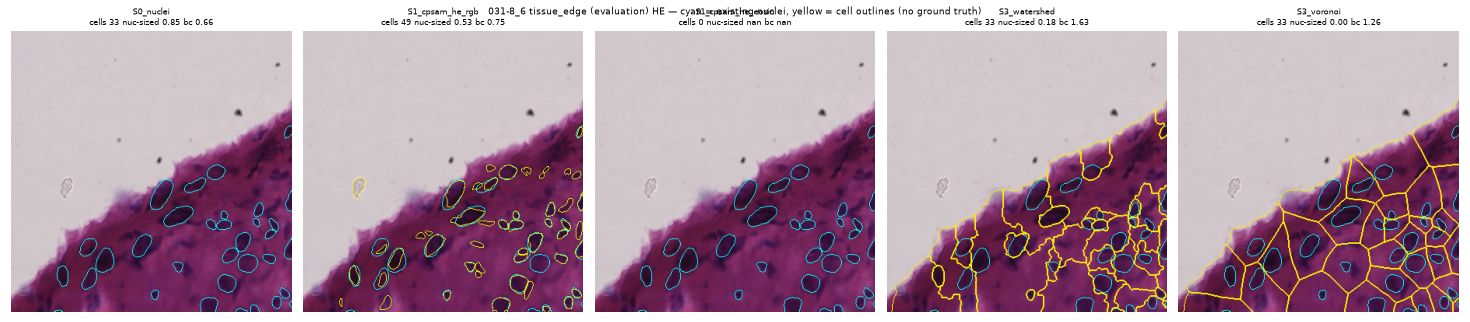 031-8_6 tissue_edge (evaluation) HE — cyan = existing nuclei, yellow = cell outlines (no ground truth)
S0_nuclei
cells 33 nuc-sized 0.85 bc 0.66
S1_cpsam_he_rgb
cells 49 nuc-sized 0.53 bc 0.75
cells 0 nuc-sized nan bc nan
S3_watershed
cells 33 nuc-sized 0.18 bc 1.63
S3_voronoi
cells 33 nuc-sized 0.00 bc 1.26